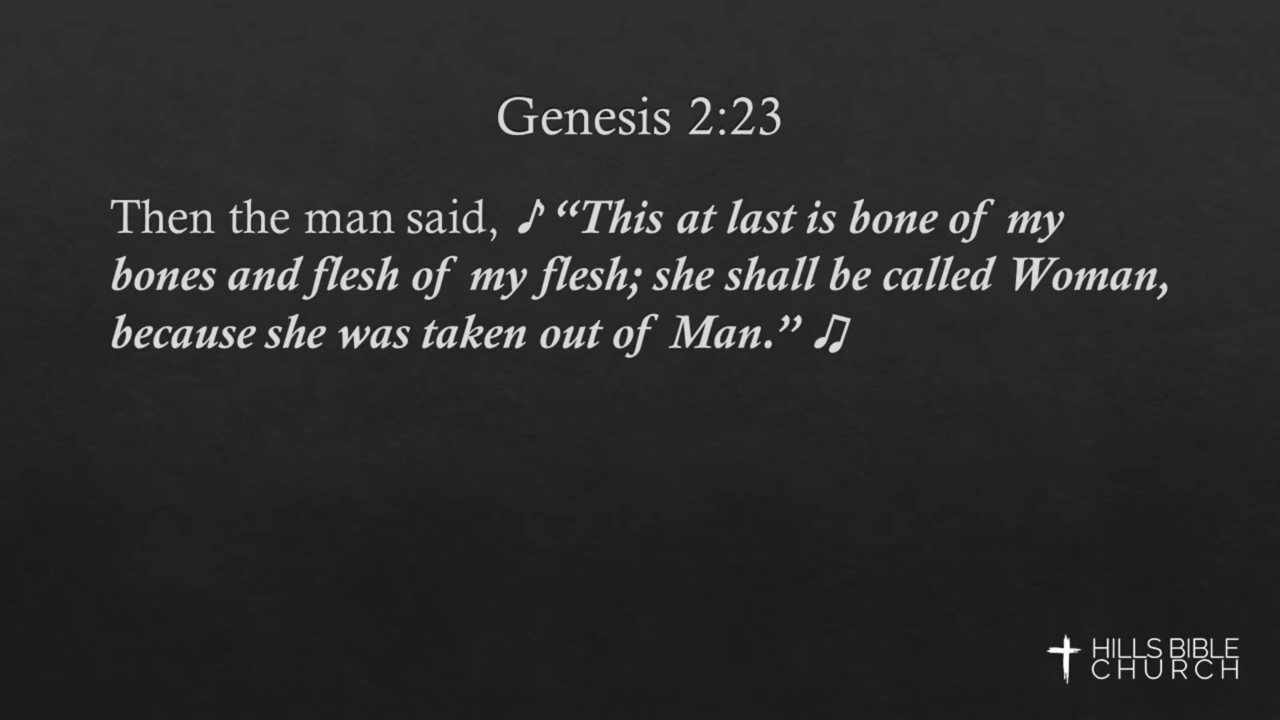 Genesis 2:23
Then the man said, ♪ “This at last is bone of my
bones and flesh of my flesh; she shall be called Woman,
because she was taken out of Man.” ♫
HILLS BIBLE
CHURCH